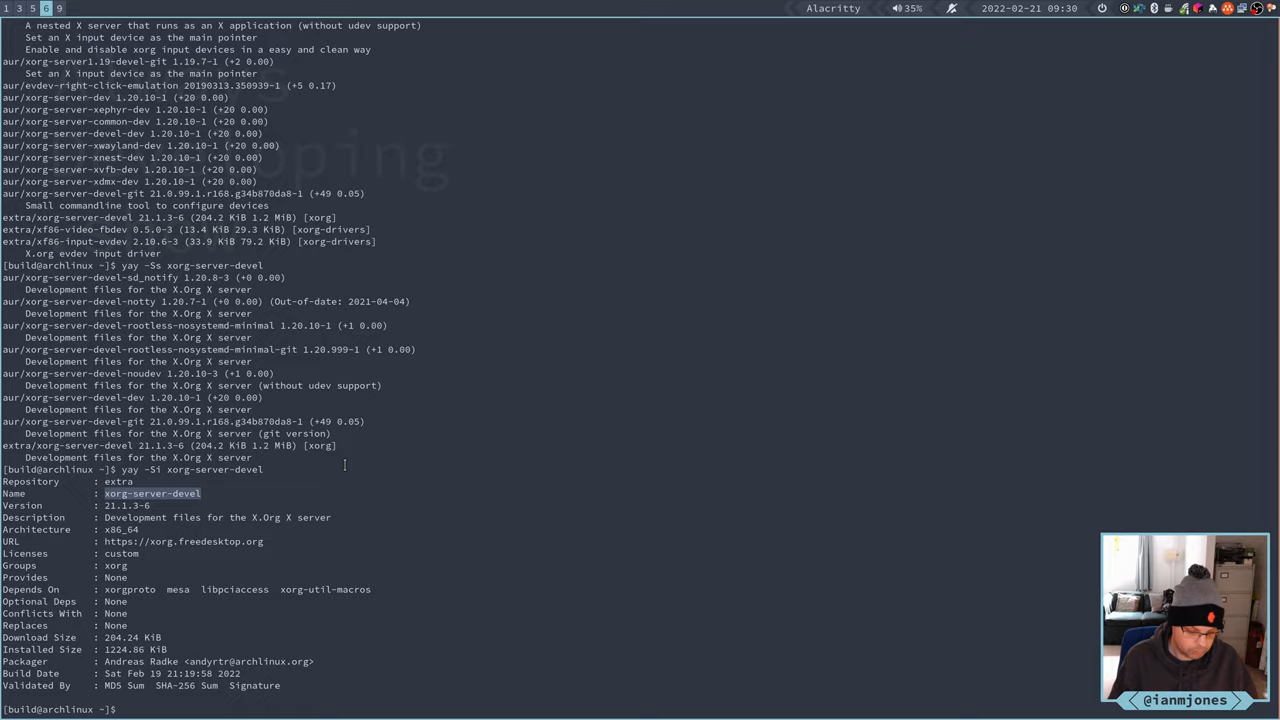 1 3 5 6 9 Alacritty 35% 2022-02-21 09:30
A nested X server that runs as an X application (without udev support)
Set an X input device as the main pointer
Enable and disable xorg input devices in a easy and clean way
aur/xorg-server1.19-devel-git 1.19.7-1 (+2 0.00)
Set an X input device as the main pointer
aur/evdev-right-click-emulation 20190313.350939-1 (+5 0.17)
aur/xorg-server-dev 1.20.10-1 (+20 0.00)
aur/xorg-server-xephyr-dev 1.20.10-1 (+20 0.00)
aur/xorg-server-common-dev 1.20.10-1 (+20 0.00)
aur/xorg-server-devel-dev 1.20.10-1 (+20 0.00)
aur/xorg-server-xwayland-dev 1.20.10-1 (+20 0.00)
aur/xorg-server-xnest-dev 1.20.10-1 (+20 0.00)
aur/xorg-server-xvfb-dev 1.20.10-1 (+20 0.00)
aur/xorg-server-xdmx-dev 1.20.10-1 (+20 0.00)
aur/xorg-server-devel-git 21.0.99.1.r168.g34b870da8-1 (+49 0.05)
Small commandline tool to configure devices
extra/xorg-server-devel 21.1.3-6 (204.2 KiB 1.2 MiB) [xorg]
extra/xf86-video-fbdev 0.5.0-3 (13.4 KiB 29.3 KiB) [xorg-drivers]
extra/xf86-input-evdev 2.10.6-3 (33.9 KiB 79.2 KiB) [xorg-drivers]
X.org evdev input driver
[build@archlinux ~]$ yay -Ss xorg-server-devel
aur/xorg-server-devel-sd_notify 1.20.8-3 (+0 0.00)
Development files for the X.Org X server
aur/xorg-server-devel-notty 1.20.7-1 (+0 0.00) (Out-of-date: 2021-04-04)
Development files for the X.Org X server
aur/xorg-server-devel-rootless-nosystemd-minimal 1.20.10-1 (+1 0.00)
Development files for the X.Org X server
aur/xorg-server-devel-rootless-nosystemd-minimal-git 1.20.999-1 (+1 0.00)
Development files for the X.Org X server
aur/xorg-server-devel-noudev 1.20.10-3 (+1 0.00)
Development files for the X.Org X server (without udev support)
aur/xorg-server-devel-dev 1.20.10-1 (+20 0.00)
Development files for the X.Org X server
aur/xorg-server-devel-git 21.0.99.1.r168.g34b870da8-1 (+49 0.05)
Development files for the X.Org X server (git version)
extra/xorg-server-devel 21.1.3-6 (204.2 KiB 1.2 MiB) [xorg]
Development files for the X.Org X server
[build@archlinux ~]$ yay -Si xorg-server-devel
Repository : extra
Name : xorg-server-devel
Version : 21.1.3-6
Description : Development files for the X.Org X server
Architecture : x86_64
URL : https://xorg.freedesktop.org
Licenses : custom
Groups : xorg
Provides : None
Depends On : xorgproto mesa libpciaccess xorg-util-macros
Optional Deps : None
Conflicts With : None
Replaces : None
Download Size : 204.24 KiB
Installed Size : 1224.86 KiB
Packager : Andreas Radke <andyrtr@archlinux.org>
Build Date : Sat Feb 19 21:19:58 2022
Validated By : MD5 Sum SHA-256 Sum Signature
[build@archlinux ~]$
@ianmjones